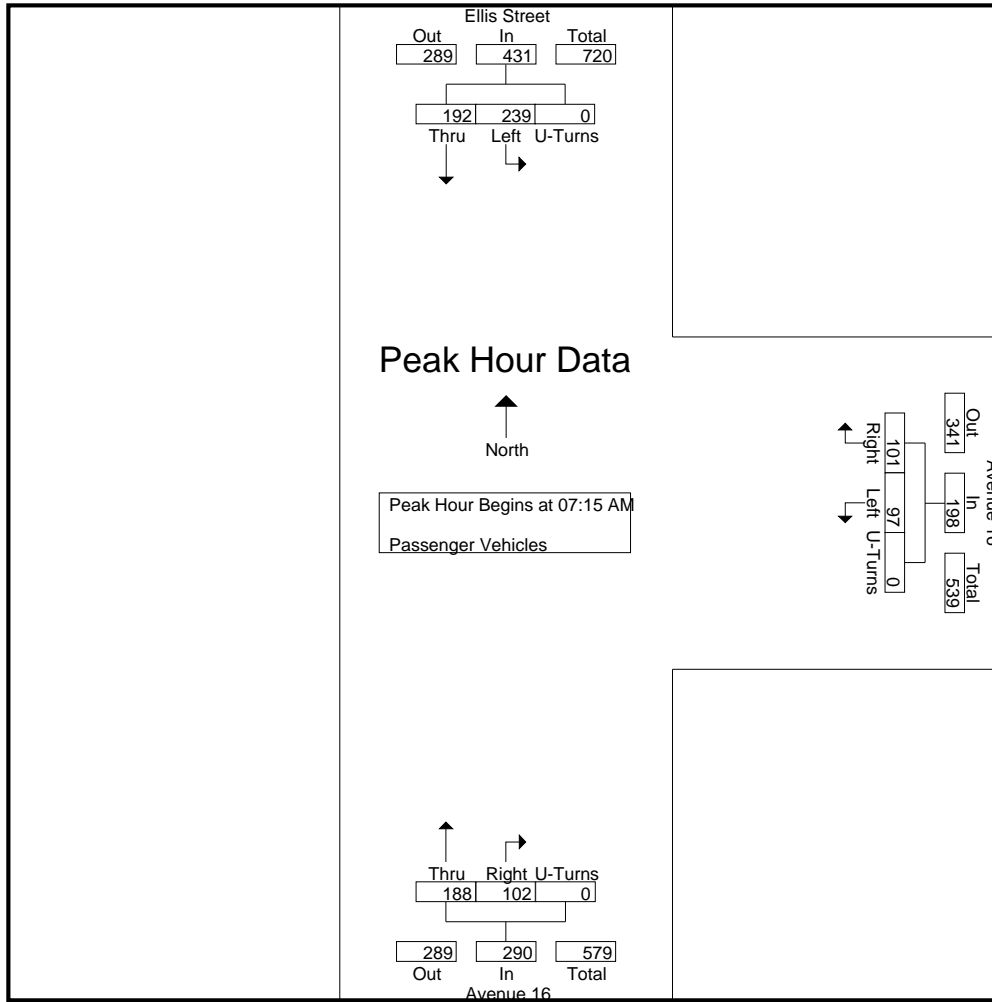 Ellis Street
Out In Total
289 431 720
192 239 0
Thru Left U-Turns
Peak Hour Data
North
Peak Hour Begins at 07:15 AM
Passenger Vehicles
Out In Total
341 198 539
101 97 0
Right Left U-Turns
Thru Right U-Turns
188 102 0
289 290 579
Out In Total
Avenue 16